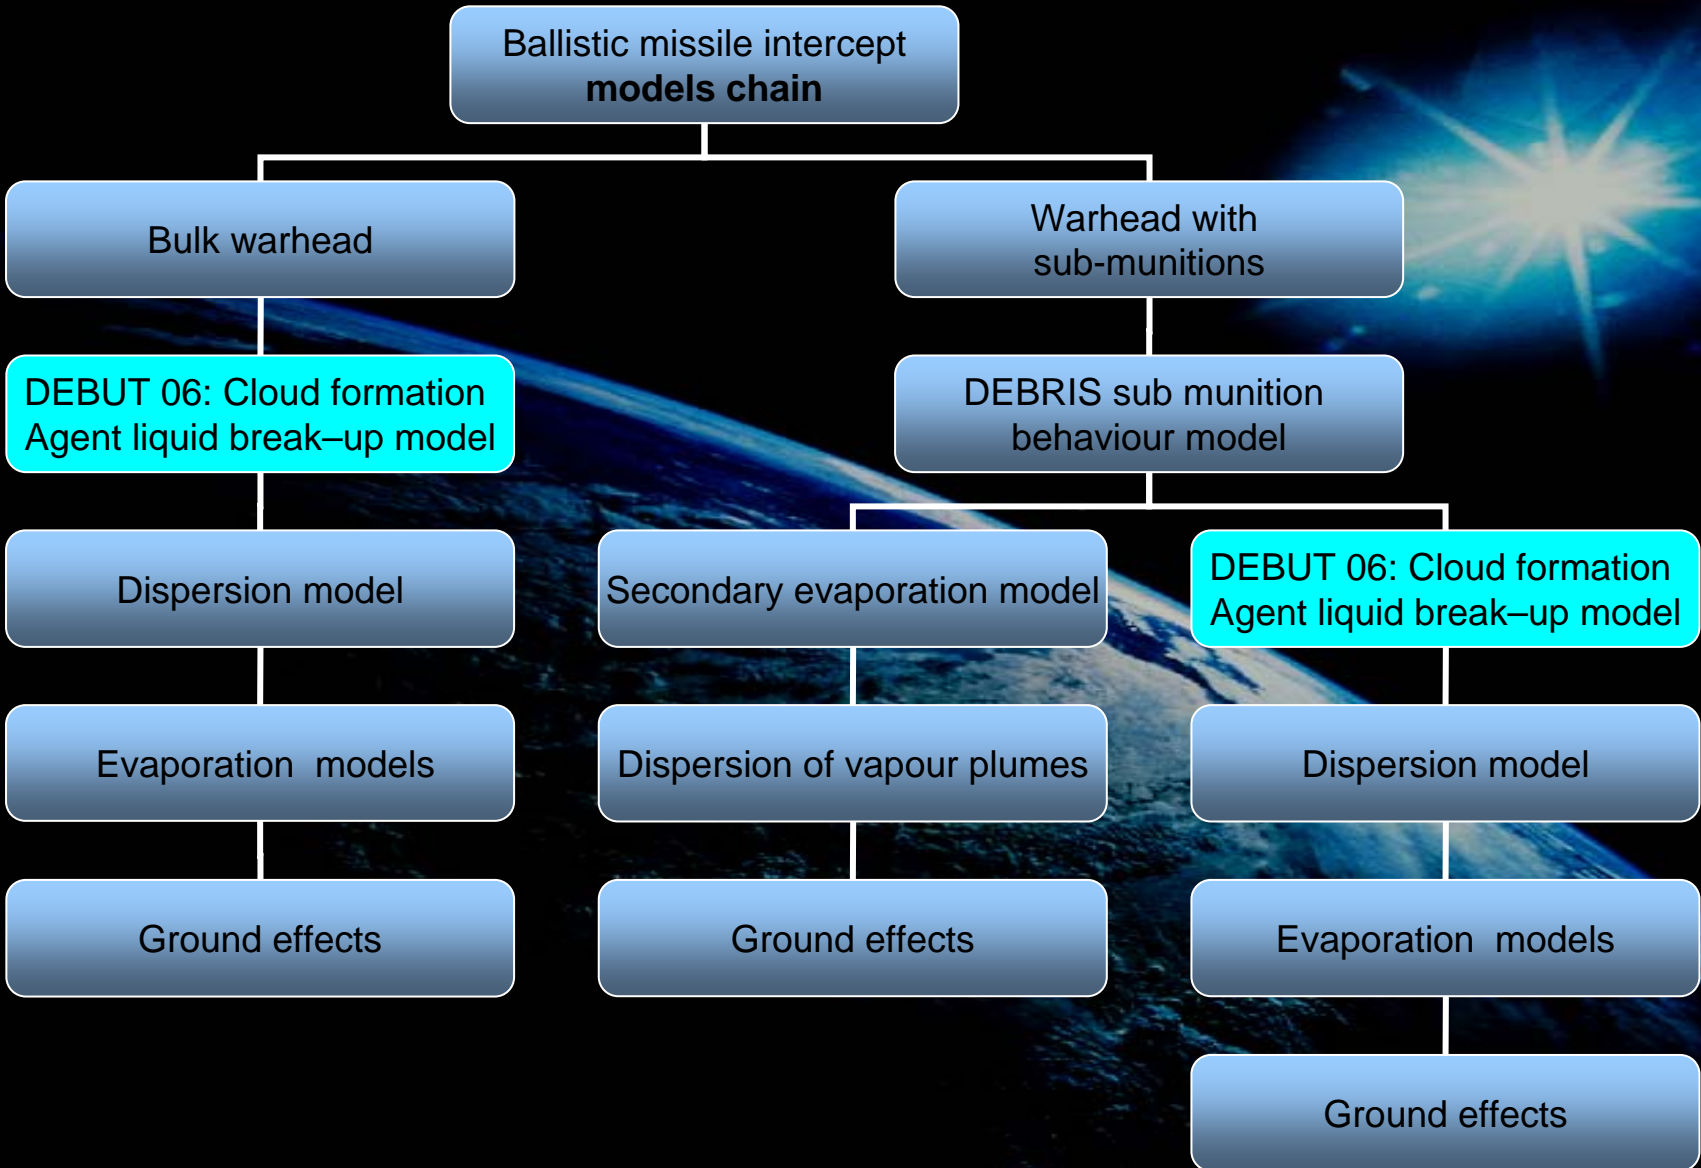 Ballistic missile intercept
models chain
Bulk warhead
Warhead with
sub-munitions
DEBUT 06: Cloud formation
Agent liquid break–up model
DEBRIS sub munition
behaviour model
Dispersion model
Secondary evaporation model
DEBUT 06: Cloud formation
Agent liquid break–up model
Evaporation  models
Dispersion of vapour plumes
Dispersion model
Ground effects
Ground effects
Evaporation  models
Ground effects